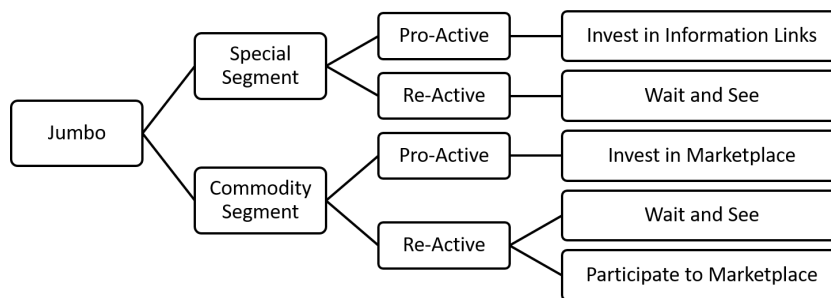 Pro-Active
Invest in Information Links
Special
Segment
Re-Active
Wait and See
Jumbo
Pro-Active
Invest in Marketplace
Commodity
Segment
Wait and See
Re-Active
Participate to Marketplace